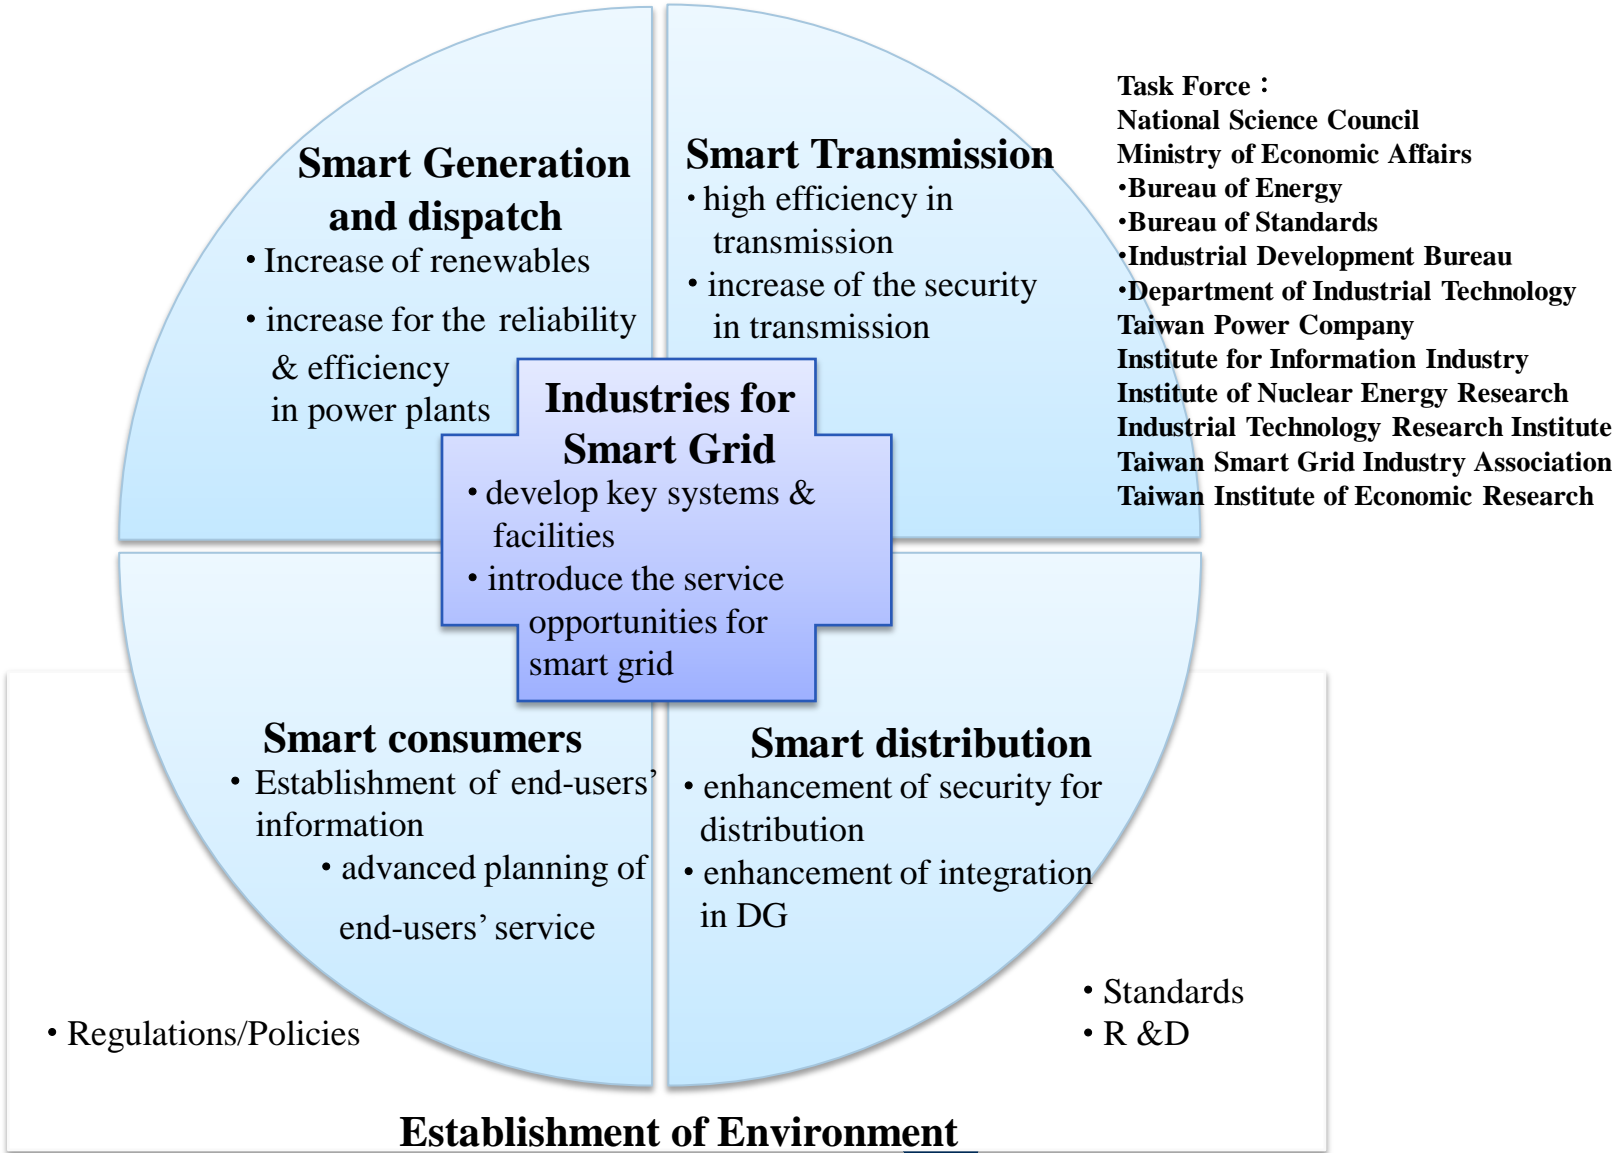 Smart Generation
and dispatch
• Increase of renewables
• increase for the reliability
& efficiency
in power plants
Smart Transmission
• high efficiency in
transmission
• increase of the security
in transmission
Task Force：
National Science Council
Ministry of Economic Affairs
•Bureau of Energy
•Bureau of Standards
•Industrial Development Bureau
•Department of Industrial Technology
Taiwan Power Company
Institute for Information Industry
Institute of Nuclear Energy Research
Industrial Technology Research Institute
Taiwan Smart Grid Industry Association
Taiwan Institute of Economic Research
Industries for
Smart Grid
• develop key systems &
facilities
• introduce the service
opportunities for
smart grid
Smart consumers
• Establishment of end-users’
information
• advanced planning of
end-users’ service
Smart distribution
• enhancement of security for
distribution
• enhancement of integration
in DG
• Regulations/Policies
• Standards
• R &D
Establishment of Environment